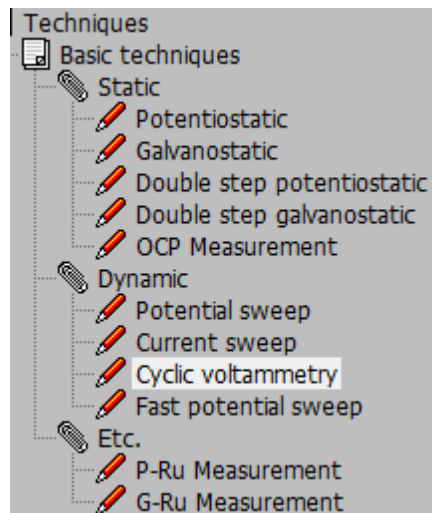 Techniques
Basic techniques
Static
Potentiostatic
Galvanostatic
Double step potentiostatic
Double step galvanostatic
OCP Measurement
Dynamic
Potential sweep
Current sweep
Cyclic voltammetry
Fast potential sweep
Etc.
P-Ru Measurement
G-Ru Measurement